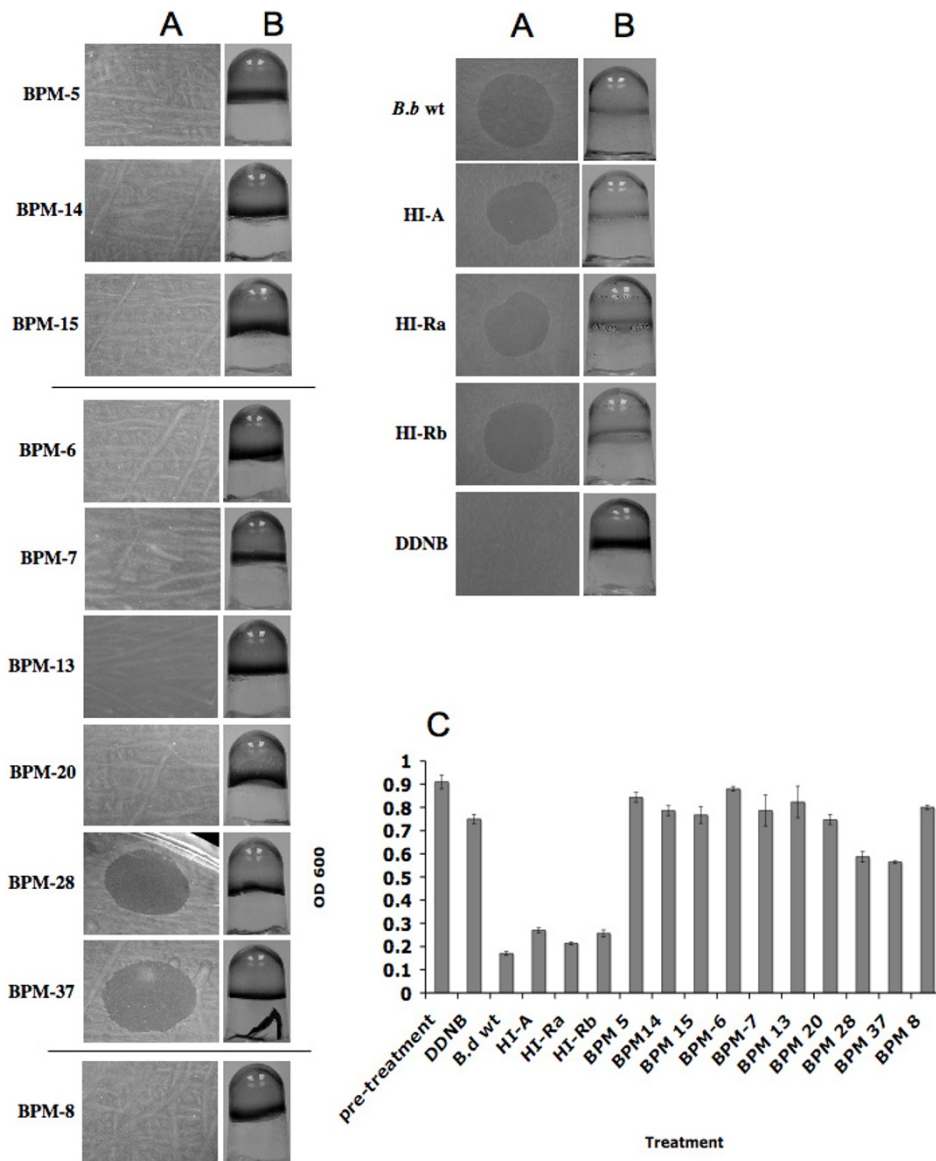 A B
BPM-5
BPM-14
BPM-15
BPM-6
BPM-7
BPM-13
BPM-20
BPM-28
BPM-37
BPM-8
A B
B.b wt
HI-A
HI-Ra
HI-Rb
DDNB
C
1
0.9
0.8
0.7
0.6
0.5
0.4
0.3
0.2
0.1
0
OD 600
pre-treatment
DDNB
B.d wt
HI-A
HI-Ra
HI-Rb
BPM 5
BPM14
BPM 15
BPM-6
BPM-7
BPM 13
BPM 20
BPM 28
BPM 37
BPM 8
Treatment